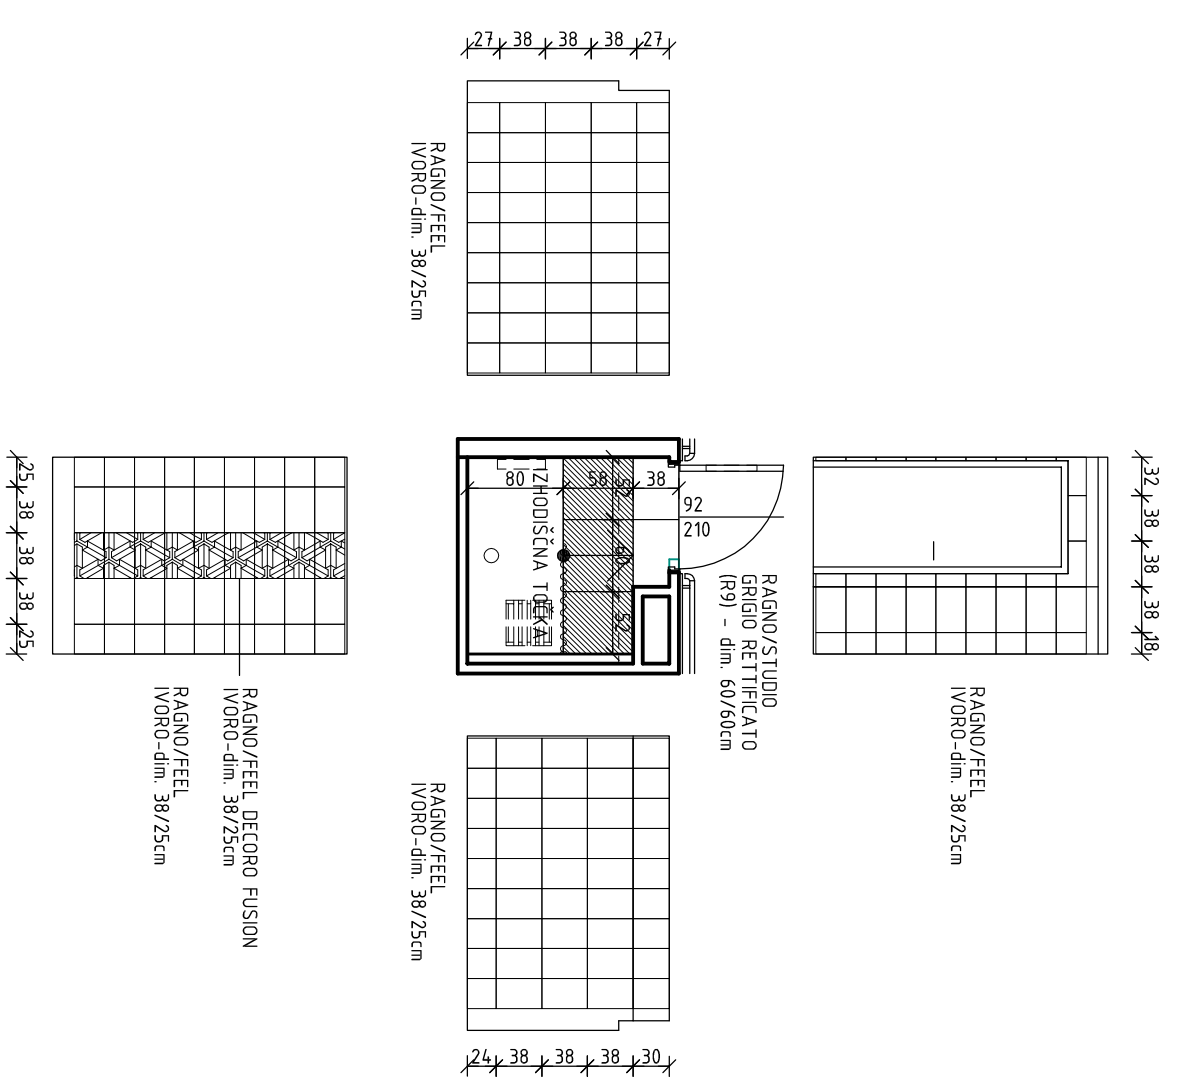 27 38 38 38 27
RAGNO/FEEL
IVORO-dim. 38/25cm
25 38 38 38 25
RAGNO/FEEL DECORO FUSION
IVORO-dim. 38/25cm
RAGNO/FEEL
IVORO-dim. 38/25cm
80 58 38
52 60 52
IZHODIŠČNA TOČKA
92
210
RAGNO/STUDIO
GRIGIO RETTIFICATO
(R9) - dim. 60/60cm
32 38 38 38 18
RAGNO/FEEL
IVORO-dim. 38/25cm
RAGNO/FEEL
IVORO-dim. 38/25cm
24 38 38 38 30